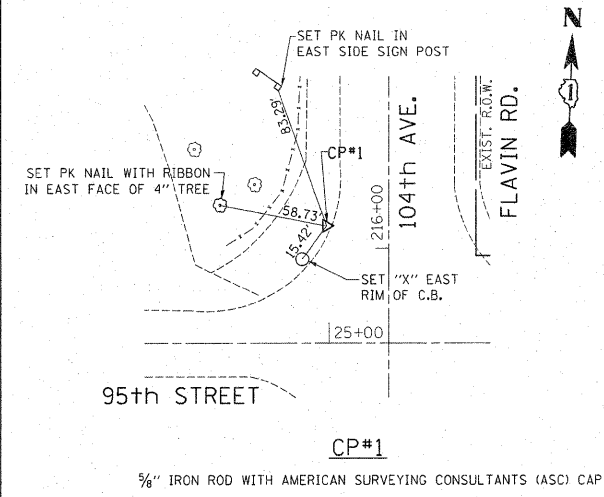 N
1
SET PK NAIL IN
EAST SIDE SIGN POST
83.29'
CP#1
104th AVE.
EXIST. R.O.W.
FLAVIN RD.
SET PK NAIL WITH RIBBON
IN EAST FACE OF 4" TREE
58.73'
216+00
15.42'
SET "X" EAST
RIM OF C.B.
25+00
95th STREET
CP#1
5/8" IRON ROD WITH AMERICAN SURVEYING CONSULTANTS (ASC) CAP